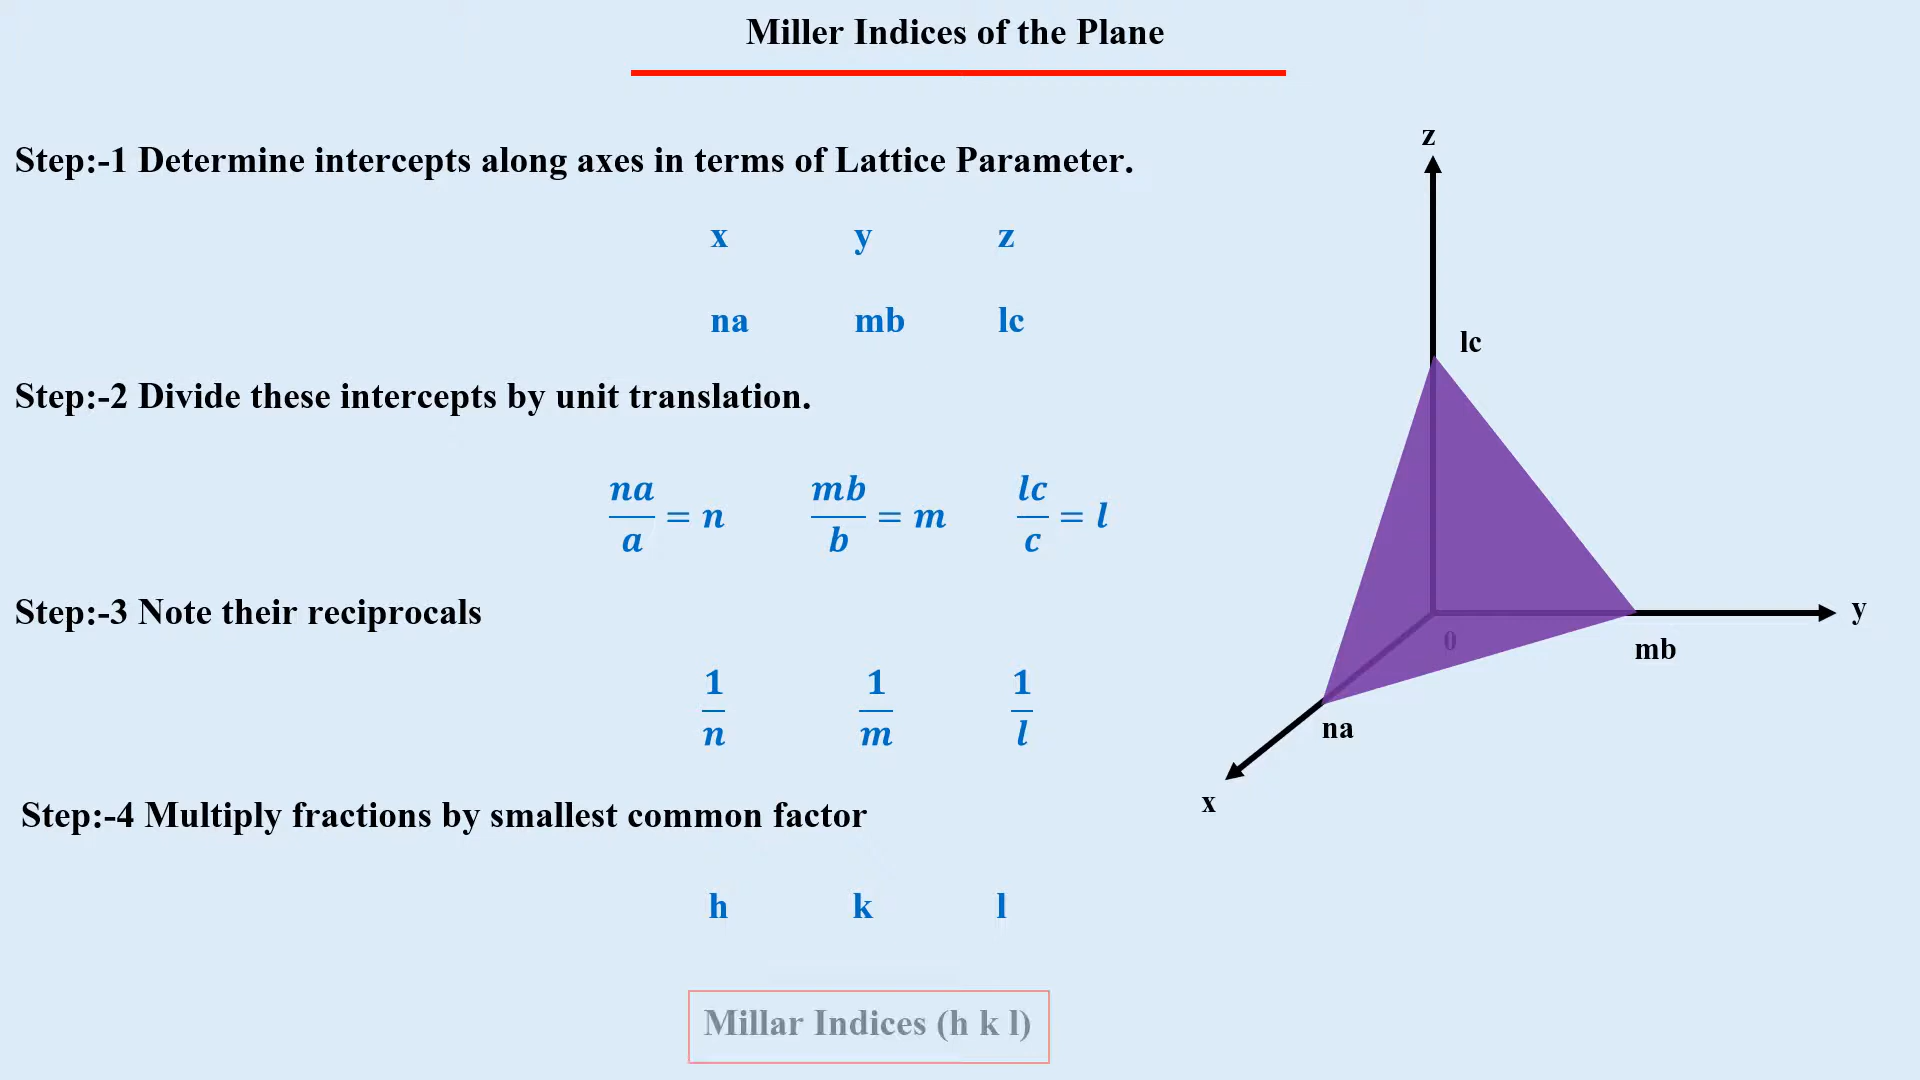 Miller Indices of the Plane
Step:-1 Determine intercepts along axes in terms of Lattice Parameter.
x y z
na mb lc
Step:-2 Divide these intercepts by unit translation.
na/a = n mb/b = m lc/c = l
Step:-3 Note their reciprocals
1/n 1/m 1/l
Step:-4 Multiply fractions by smallest common factor
h k l
Millar Indices (h k l)
z
lc
y
0
mb
na
x